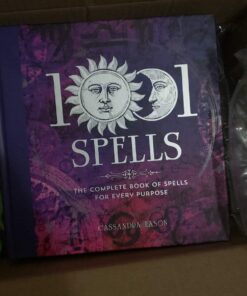 1001
SPELLS
THE COMPLETE BOOK OF SPELLS
FOR EVERY PURPOSE
CASSANDRA EASON